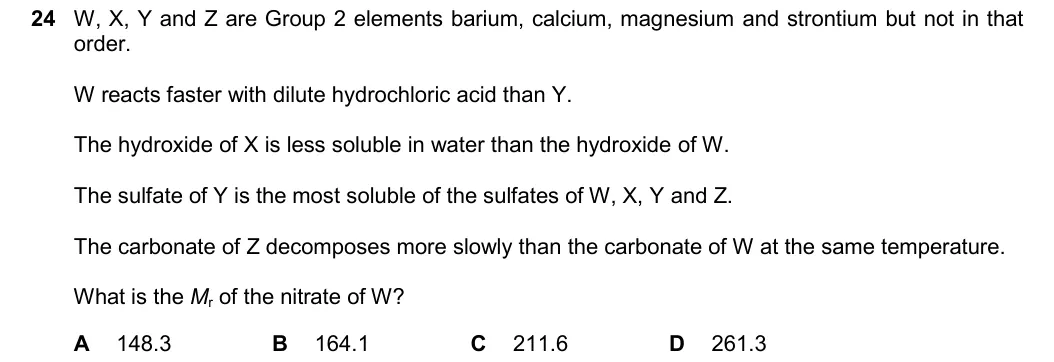 24 W, X, Y and Z are Group 2 elements barium, calcium, magnesium and strontium but not in that
order.
W reacts faster with dilute hydrochloric acid than Y.
The hydroxide of X is less soluble in water than the hydroxide of W.
The sulfate of Y is the most soluble of the sulfates of W, X, Y and Z.
The carbonate of Z decomposes more slowly than the carbonate of W at the same temperature.
What is the Mr of the nitrate of W?
A 148.3 B 164.1 C 211.6 D 261.3